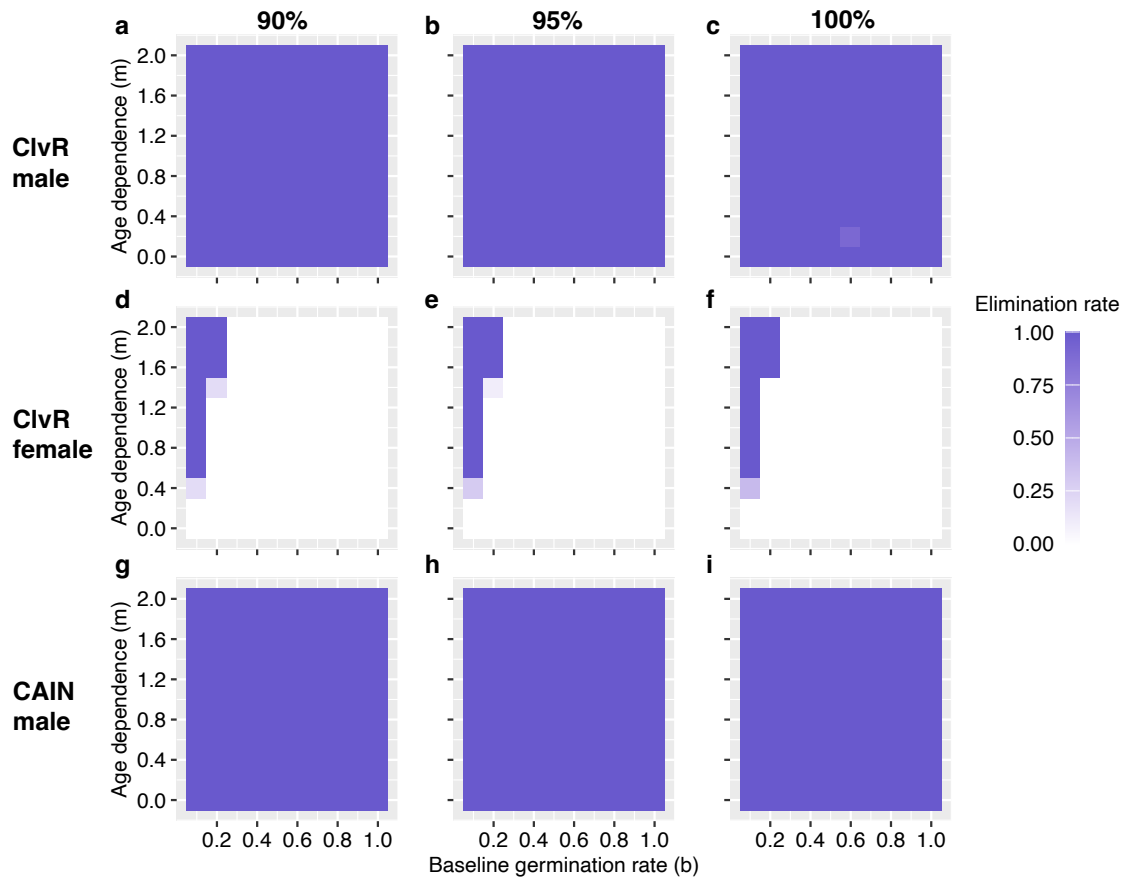 90% 95% 100%
a b c
ClvR
male
Age dependence (m)
2.0
1.6
1.2
0.8
0.4
0.0
d e f
ClvR
female
Age dependence (m)
2.0
1.6
1.2
0.8
0.4
0.0
Elimination rate
1.00
0.75
0.50
0.25
0.00
g h i
CAIN
male
Age dependence (m)
2.0
1.6
1.2
0.8
0.4
0.0
0.2 0.4 0.6 0.8 1.0 0.2 0.4 0.6 0.8 1.0 0.2 0.4 0.6 0.8 1.0
Baseline germination rate (b)